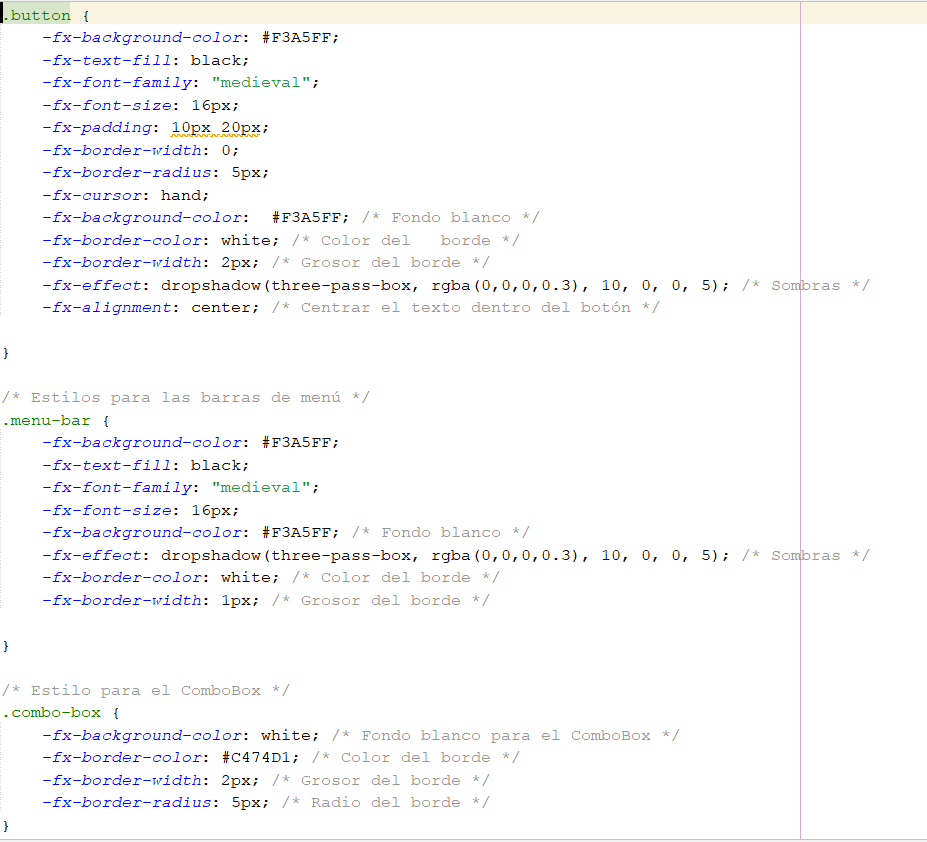 .button {
    -fx-background-color: #F3A5FF;
    -fx-text-fill: black;
    -fx-font-family: "medieval";
    -fx-font-size: 16px;
    -fx-padding: 10px 20px;
    -fx-border-width: 0;
    -fx-border-radius: 5px;
    -fx-cursor: hand;
    -fx-background-color:  #F3A5FF; /* Fondo blanco */
    -fx-border-color: white; /* Color del   borde */
    -fx-border-width: 2px; /* Grosor del borde */
    -fx-effect: dropshadow(three-pass-box, rgba(0,0,0,0.3), 10, 0, 0, 5); /* Sombras */
    -fx-alignment: center; /* Centrar el texto dentro del botón */
}
/* Estilos para las barras de menú */
.menu-bar {
    -fx-background-color: #F3A5FF;
    -fx-text-fill: black;
    -fx-font-family: "medieval";
    -fx-font-size: 16px;
    -fx-background-color: #F3A5FF; /* Fondo blanco */
    -fx-effect: dropshadow(three-pass-box, rgba(0,0,0,0.3), 10, 0, 0, 5); /* Sombras */
    -fx-border-color: white; /* Color del borde */
    -fx-border-width: 1px; /* Grosor del borde */
}
/* Estilo para el ComboBox */
.combo-box {
    -fx-background-color: white; /* Fondo blanco para el ComboBox */
    -fx-border-color: #C474D1; /* Color del borde */
    -fx-border-width: 2px; /* Grosor del borde */
    -fx-border-radius: 5px; /* Radio del borde */
}